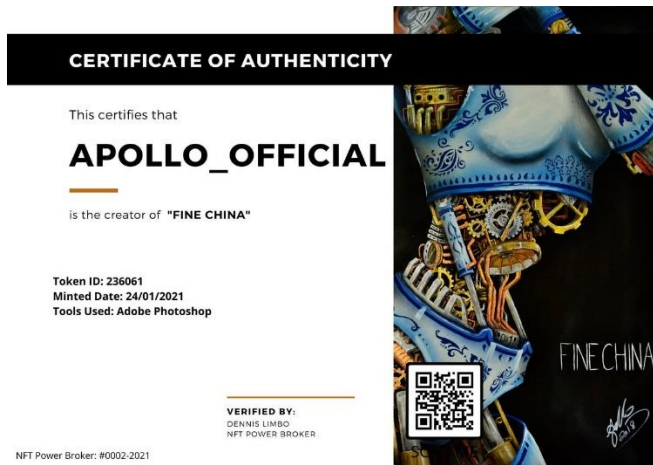 CERTIFICATE OF AUTHENTICITY
This certifies that
APOLLO_OFFICIAL
is the creator of "FINE CHINA"
Token ID: 236061
Minted Date: 24/01/2021
Tools Used: Adobe Photoshop
FINE CHINA
2018
VERIFIED BY:
DENNIS LIMBO
NFT POWER BROKER
NFT Power Broker: #0002-2021